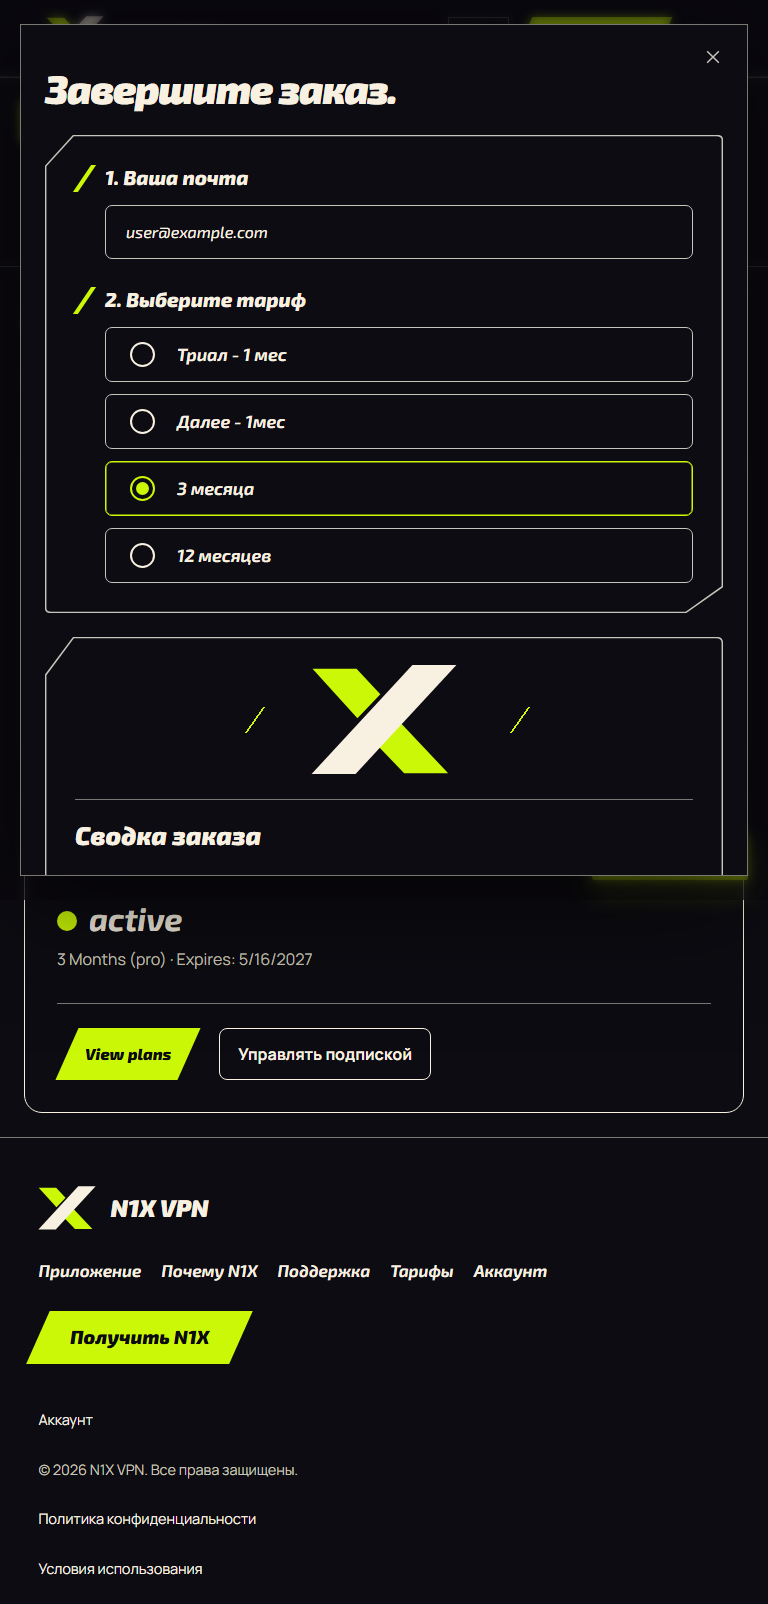 Завершите заказ.
1. Ваша почта
user@example.com
2. Выберите тариф
Триал - 1 мес
Далее - 1мес
3 месяца
12 месяцев
Сводка заказа
active
3 Months (pro) · Expires: 5/16/2027
View plans
Управлять подпиской
N1X VPN
Приложение Почему N1X Поддержка Тарифы Аккаунт
Получить N1X
Аккаунт
© 2026 N1X VPN. Все права защищены.
Политика конфиденциальности
Условия использования